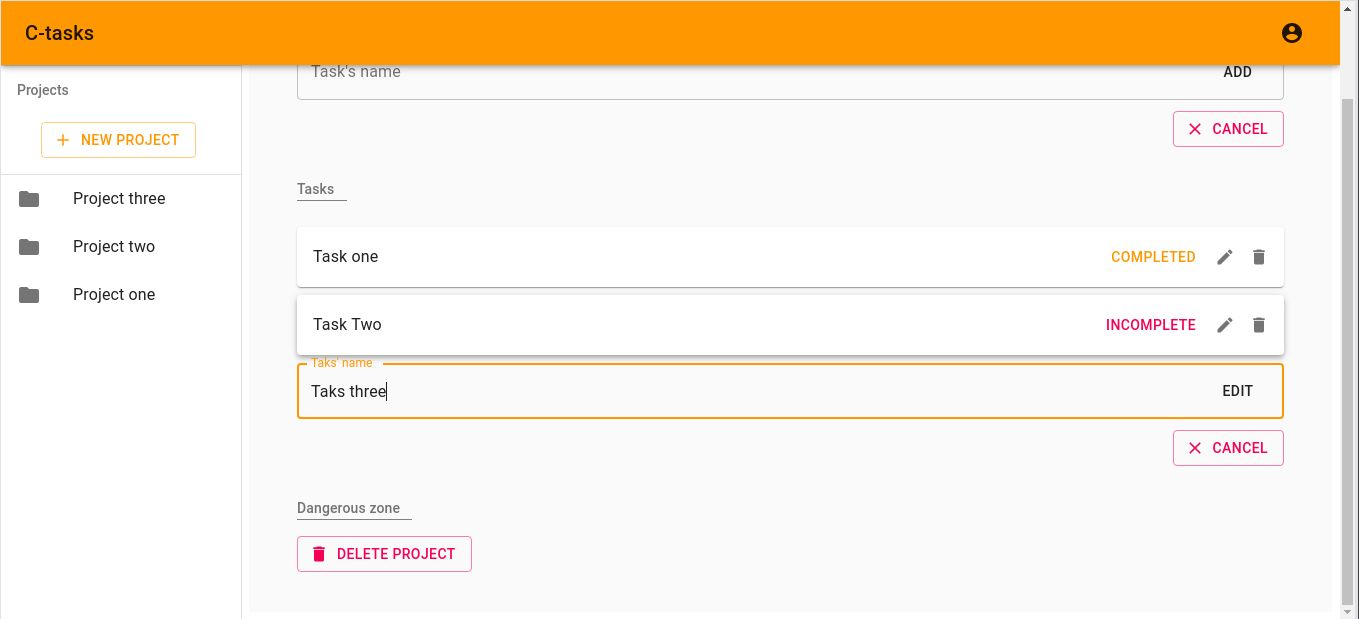 C-tasks
Projects
NEW PROJECT
Project three
Project two
Project one
Task's name
ADD
CANCEL
Tasks
Task one COMPLETED
Task Two INCOMPLETE
Taks' name
Taks three EDIT
CANCEL
Dangerous zone
DELETE PROJECT